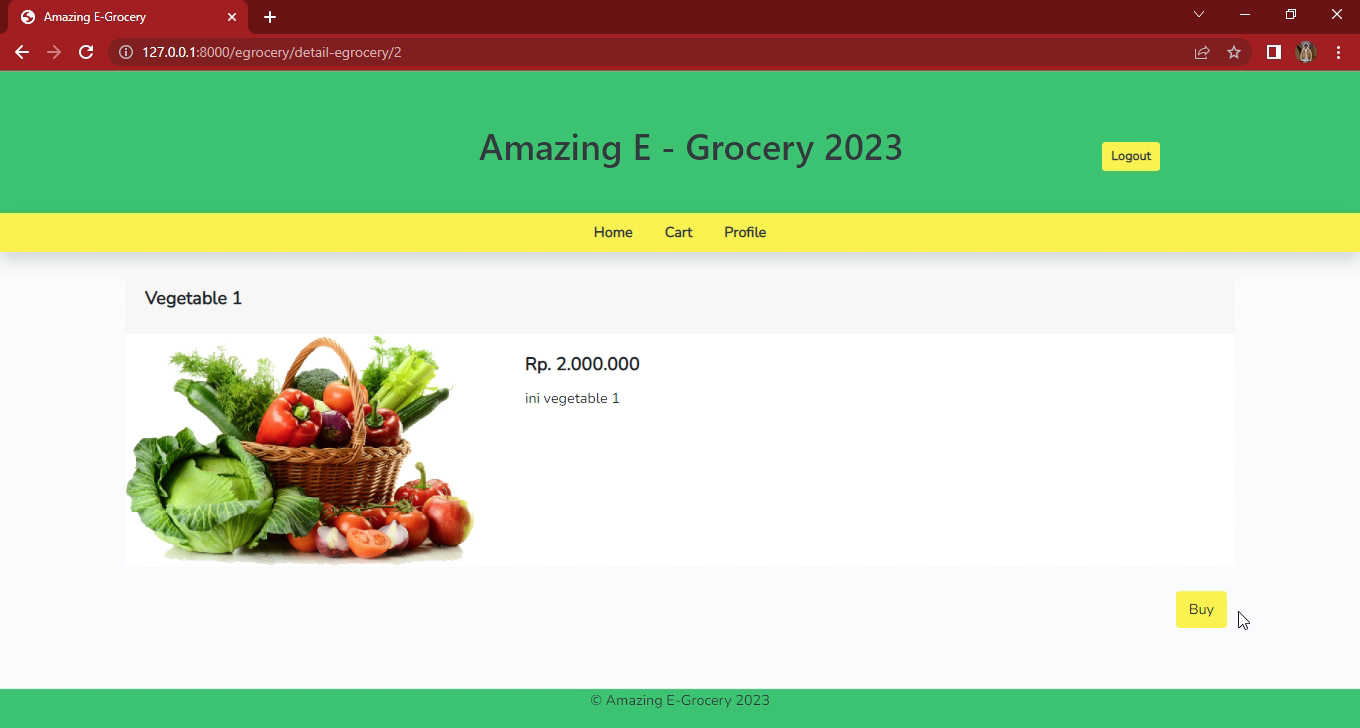 Amazing E-Grocery
127.0.0.1:8000/egrocery/detail-egrocery/2
Amazing E - Grocery 2023
Logout
Home Cart Profile
Vegetable 1
Rp. 2.000.000
ini vegetable 1
Buy
© Amazing E-Grocery 2023